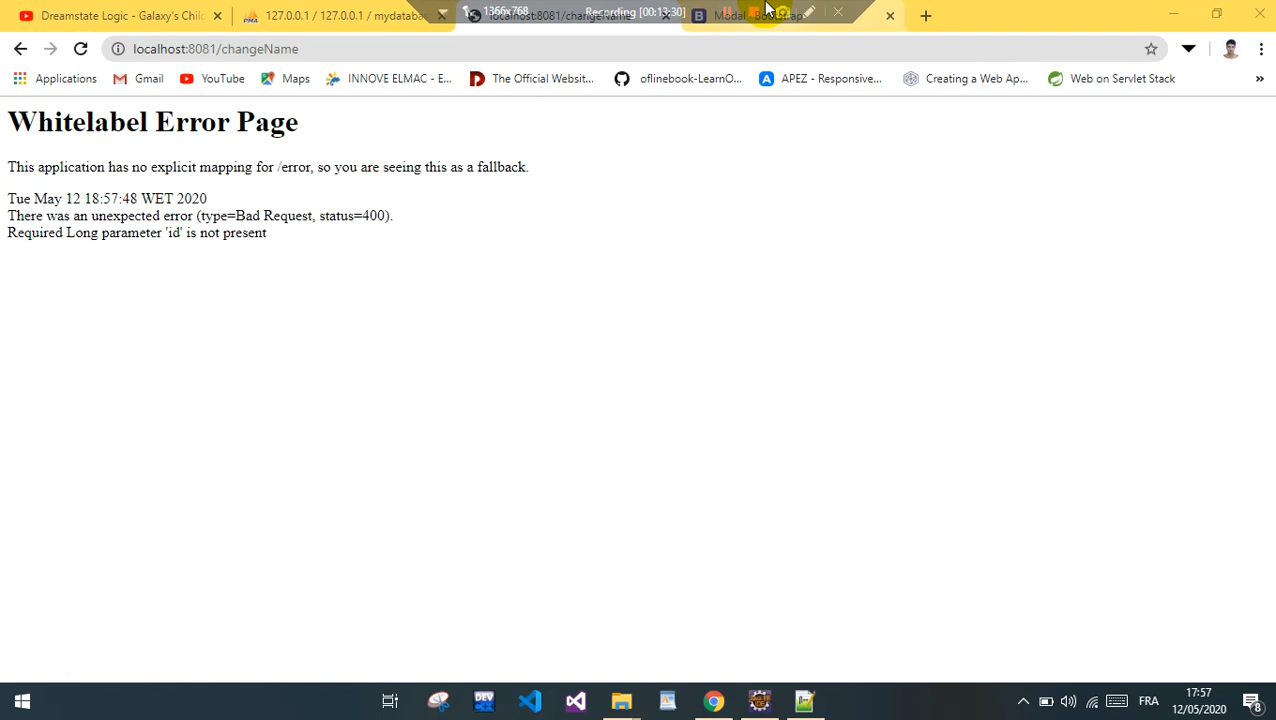 Dreamstate Logic - Galaxy's Chil
127.0.0.1 / 127.0.0.1 / mydatabas
localhost:8081/changeName
1366x768
Recording [00:13:30]
localhost:8081/changeName
Applications
Gmail
YouTube
Maps
INNOVE ELMAC - E...
The Official Websit...
oflinebook-LearnO...
APEZ - Responsive...
Creating a Web Ap...
Web on Servlet Stack
»
Whitelabel Error Page
This application has no explicit mapping for /error, so you are seeing this as a fallback.
Tue May 12 18:57:48 WET 2020
There was an unexpected error (type=Bad Request, status=400).
Required Long parameter 'id' is not present
DEV
FRA
17:57
12/05/2020
8